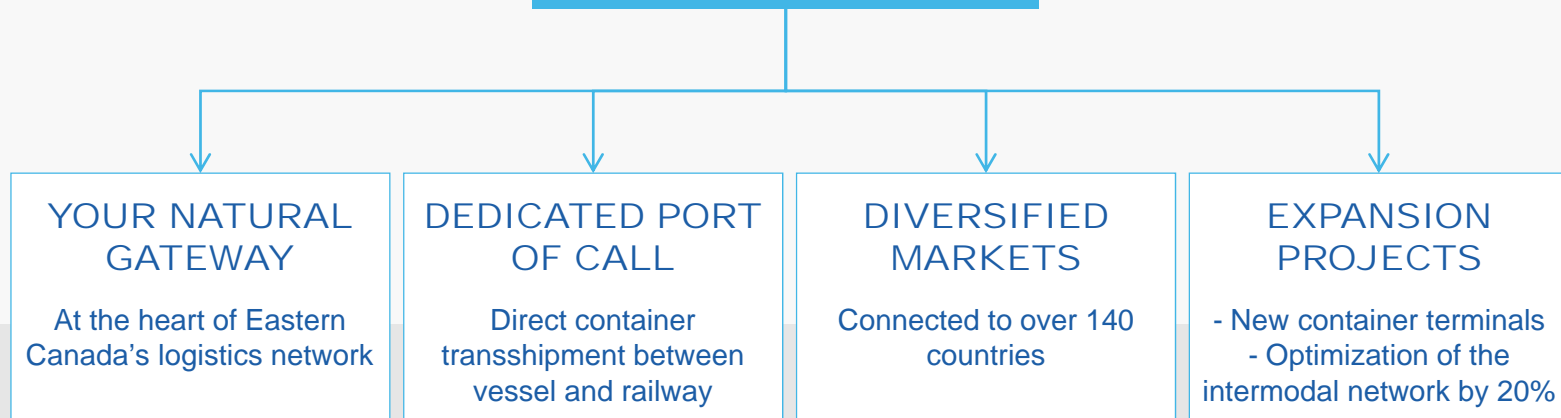 YOUR NATURAL
GATEWAY
At the heart of Eastern
Canada's logistics network
DEDICATED PORT
OF CALL
Direct container
transshipment between
vessel and railway
DIVERSIFIED
MARKETS
Connected to over 140
countries
EXPANSION
PROJECTS
- New container terminals
- Optimization of the
intermodal network by 20%